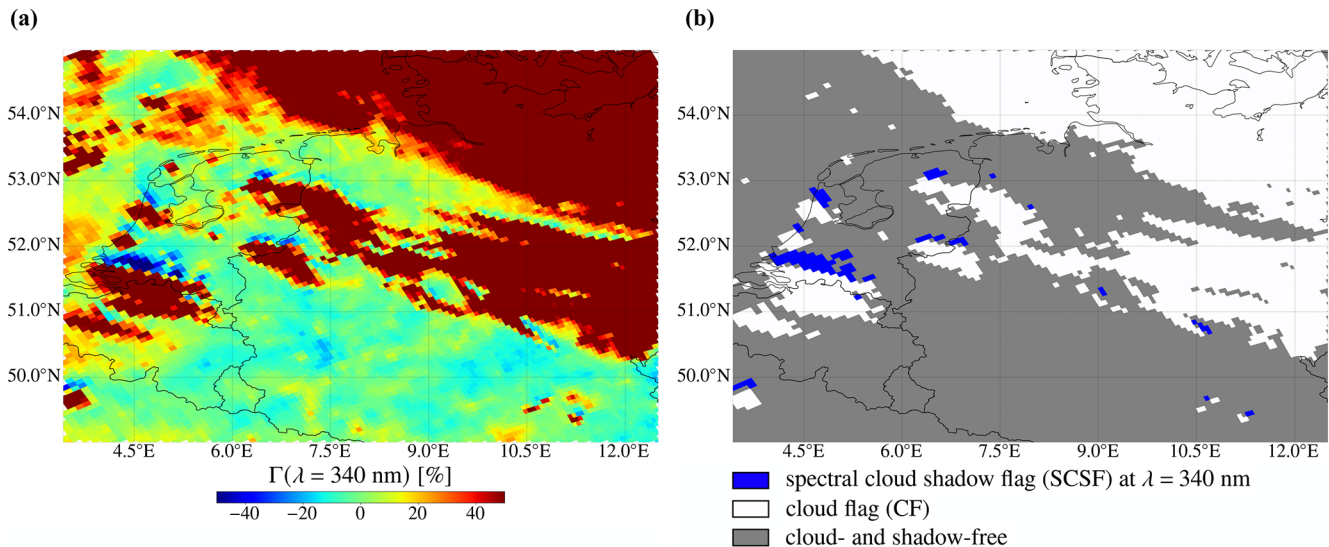 (a)
(b)
54.0°N
53.0°N
52.0°N
51.0°N
50.0°N
4.5°E 6.0°E 7.5°E 9.0°E 10.5°E 12.0°E
Γ(λ = 340 nm) [%]
−40 −20 0 20 40
54.0°N
53.0°N
52.0°N
51.0°N
50.0°N
4.5°E 6.0°E 7.5°E 9.0°E 10.5°E 12.0°E
spectral cloud shadow flag (SCSF) at λ = 340 nm
cloud flag (CF)
cloud- and shadow-free